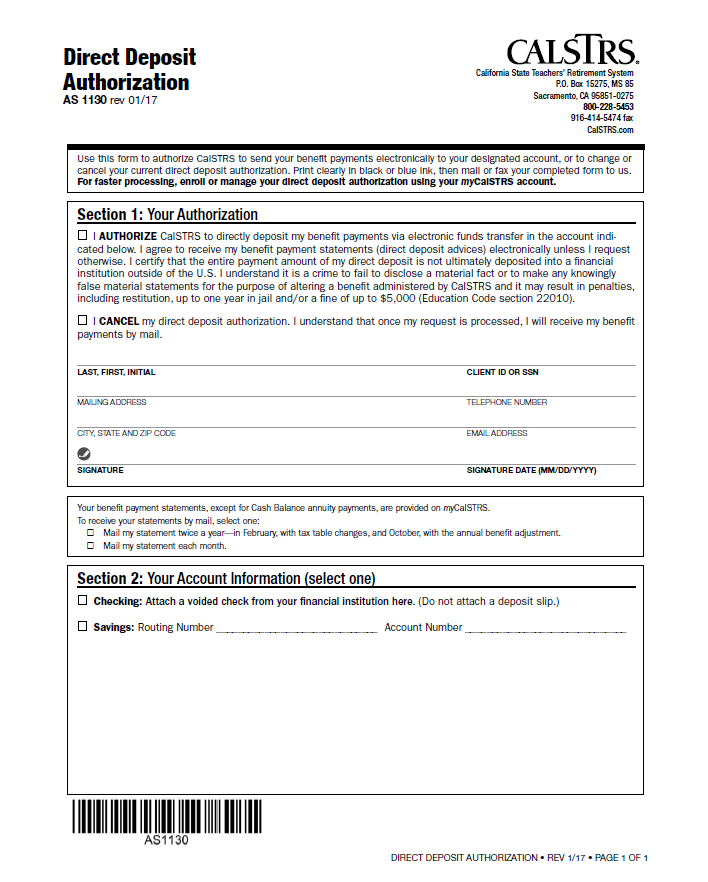 Direct Deposit
Authorization
AS 1130 rev 01/17
CALSTRS®
California State Teachers' Retirement System
P.O. Box 15275, MS 85
Sacramento, CA 95851-0275
800-228-5453
916-414-5474 fax
CalSTRS.com
Use this form to authorize CalSTRS to send your benefit payments electronically to your designated account, or to change or
cancel your current direct deposit authorization. Print clearly in black or blue ink, then mail or fax your completed form to us.
For faster processing, enroll or manage your direct deposit authorization using your myCalSTRS account.
Section 1: Your Authorization
I AUTHORIZE CalSTRS to directly deposit my benefit payments via electronic funds transfer in the account indi-
cated below. I agree to receive my benefit payment statements (direct deposit advices) electronically unless I request
otherwise. I certify that the entire payment amount of my direct deposit is not ultimately deposited into a financial
institution outside of the U.S. I understand it is a crime to fail to disclose a material fact or to make any knowingly
false material statements for the purpose of altering a benefit administered by CalSTRS and it may result in penalties,
including restitution, up to one year in jail and/or a fine of up to $5,000 (Education Code section 22010).
I CANCEL my direct deposit authorization. I understand that once my request is processed, I will receive my benefit
payments by mail.
LAST, FIRST, INITIAL CLIENT ID OR SSN
MAILING ADDRESS TELEPHONE NUMBER
CITY, STATE AND ZIP CODE EMAIL ADDRESS
SIGNATURE SIGNATURE DATE (MM/DD/YYYY)
Your benefit payment statements, except for Cash Balance annuity payments, are provided on myCalSTRS.
To receive your statements by mail, select one:
Mail my statement twice a year—in February, with tax table changes, and October, with the annual benefit adjustment.
Mail my statement each month.
Section 2: Your Account Information (select one)
Checking: Attach a voided check from your financial institution here. (Do not attach a deposit slip.)
Savings: Routing Number ____________________________ Account Number ____________________________
AS1130
DIRECT DEPOSIT AUTHORIZATION • REV 1/17 • PAGE 1 OF 1